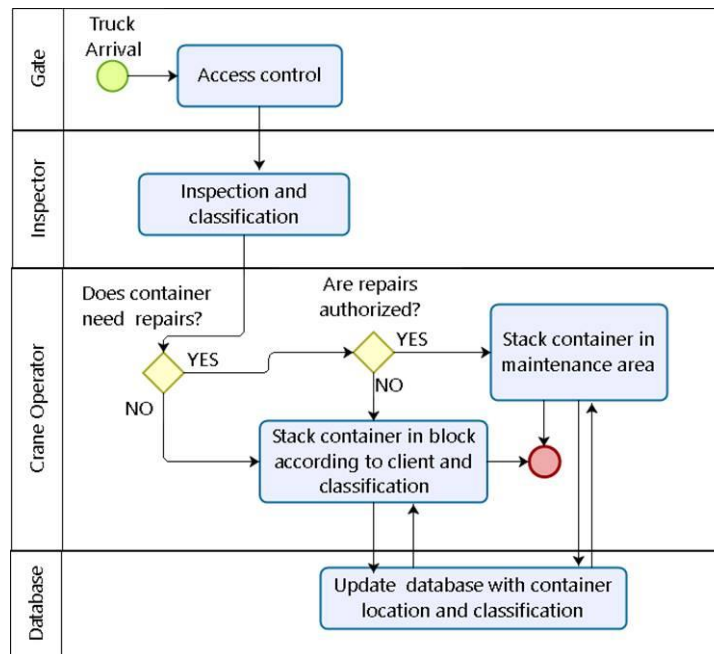 Gate
Truck
Arrival
Access control
Inspector
Inspection and
classification
Crane Operator
Does container
need repairs?
YES
NO
Are repairs
authorized?
YES
NO
Stack container in
maintenance area
Stack container in block
according to client and
classification
Database
Update database with container
location and classification